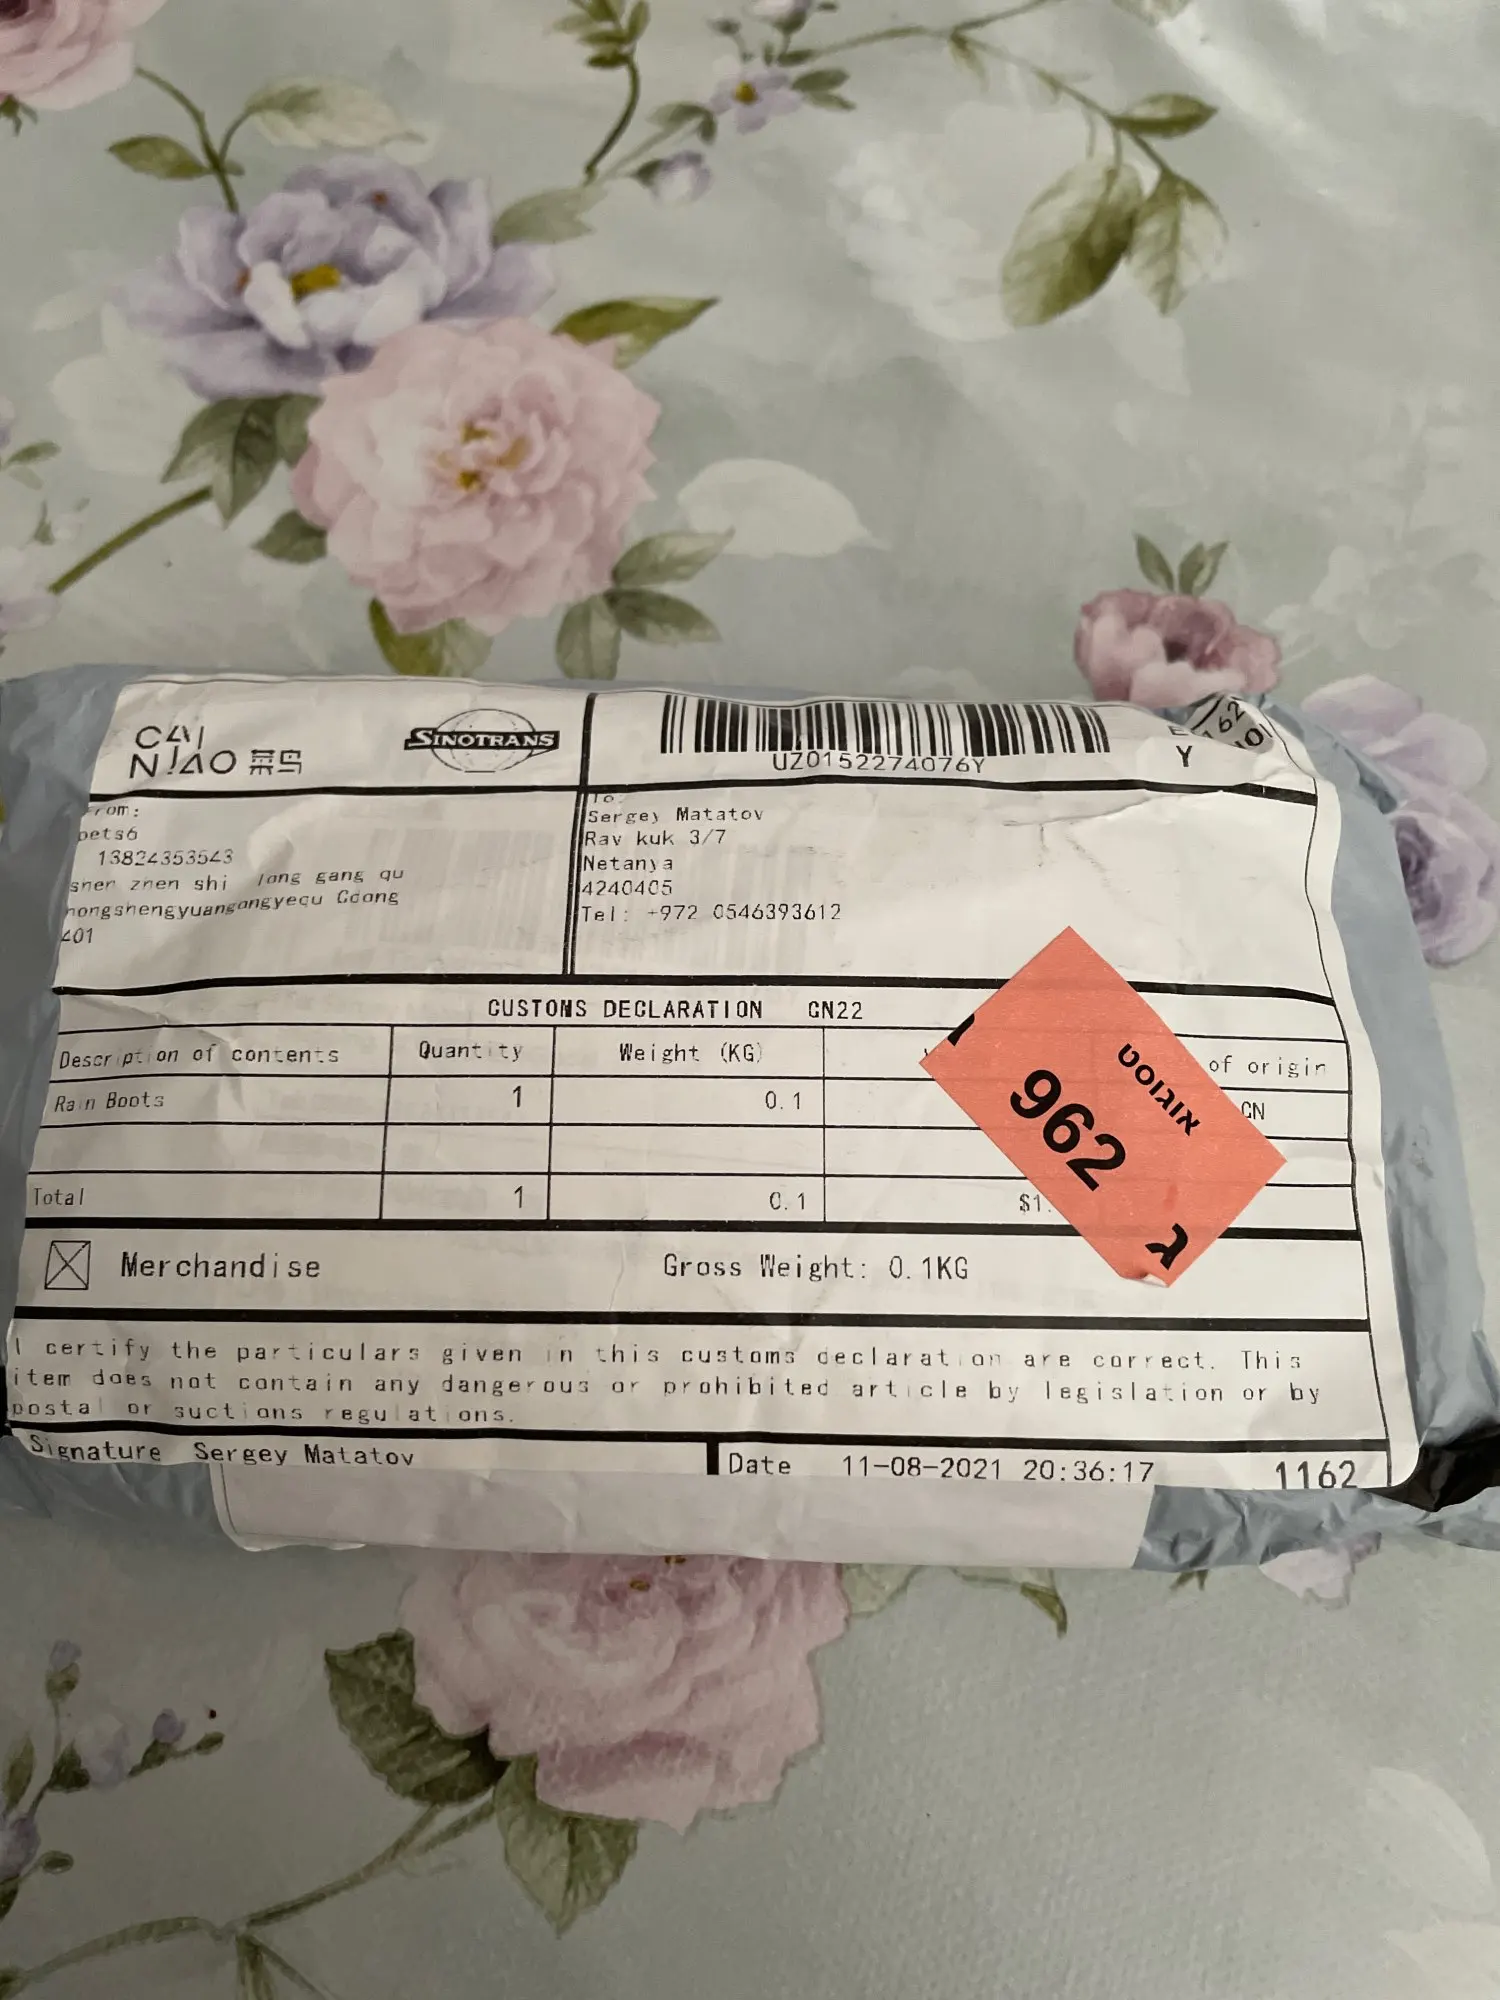 CAI
NIAO 菜鸟
SINOTRANS
UZ0152274076Y
Y
From:
pets6
13824353543
shen zhen shi long gang qu
401
To:
Sergey Matatov
Rav kuk 3/7
Netanya
4240405
Tel: +972 0546393612
CUSTOMS DECLARATION CN22
Description of contents Quantity Weight (KG) of origin
Rain Boots 1 0.1 CN
Total 1 0.1 $1.
אוגוסט
962
ג
Merchandise Gross Weight: 0.1KG
I certify the particulars given in this customs declaration are correct. This
item does not contain any dangerous or prohibited article by legislation or by
postal or suctions regulations.
Signature Sergey Matatov Date 11-08-2021 20:36:17 1162